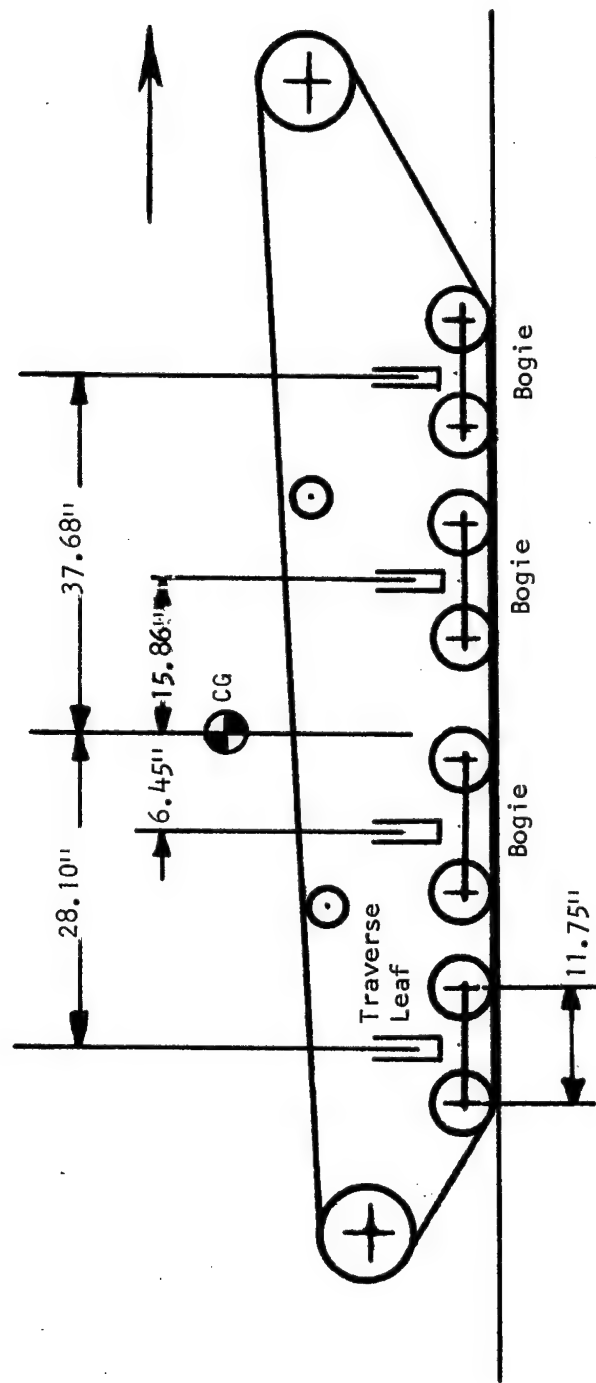 37.68"
28.10"
15.86"
6.45"
CG
Traverse
Leaf
Bogie
Bogie
Bogie
11.75"